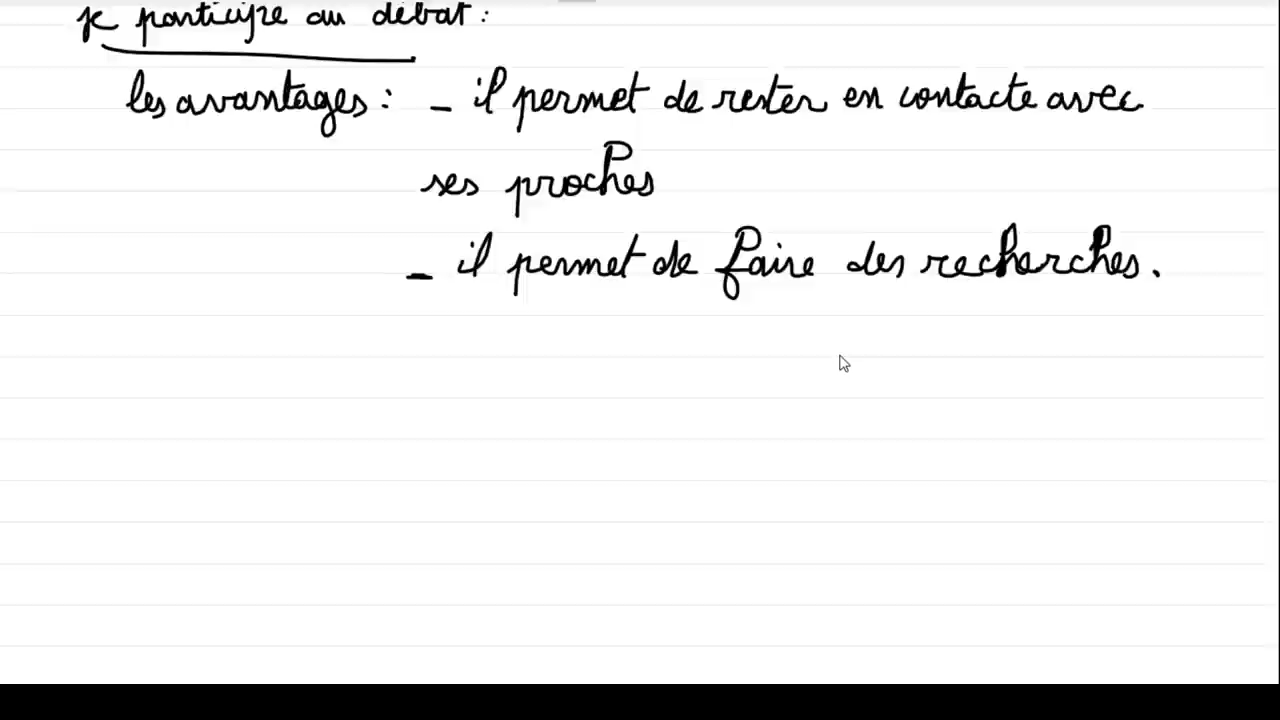 je participe au débat :
les avantages : - il permet de rester en contacte avec
ses proches
- il permet de faire des recherches.